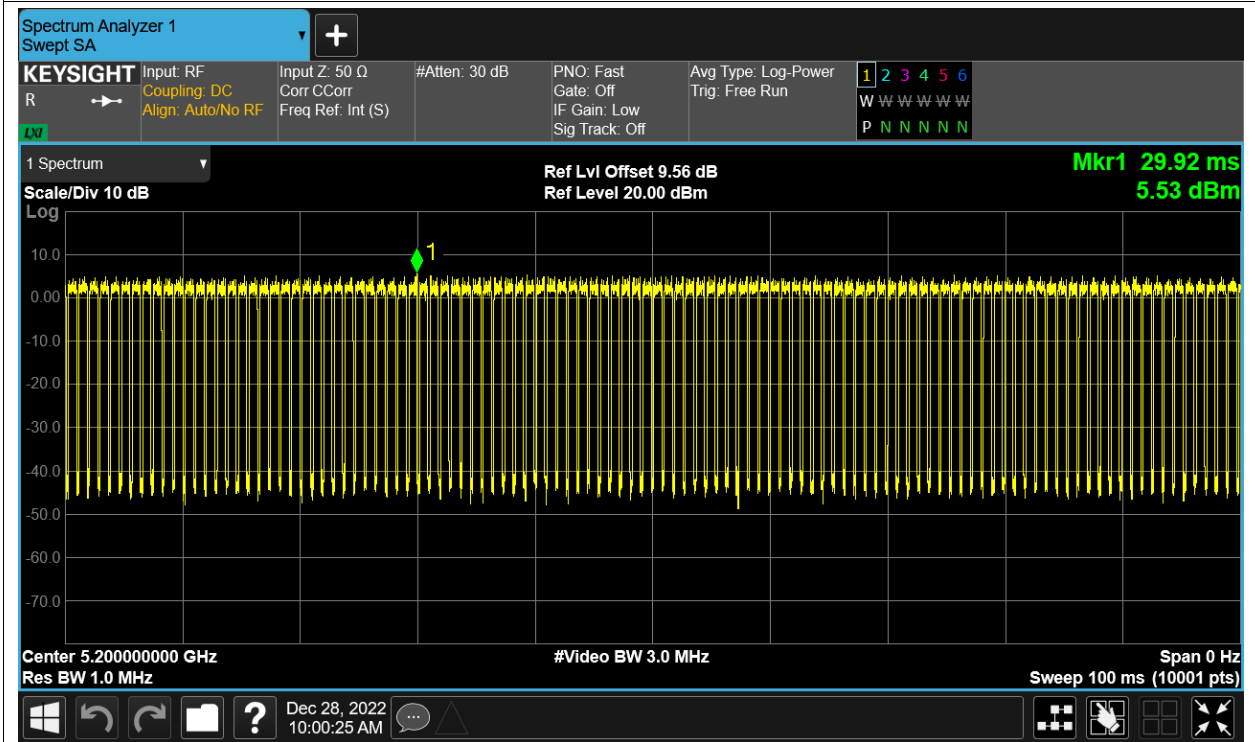 Spectrum Analyzer 1
Swept SA
+
KEYSIGHT
R
LXI
Input: RF
Coupling: DC
Align: Auto/No RF
Input Z: 50 Ω
Corr CCorr
Freq Ref: Int (S)
#Atten: 30 dB
PNO: Fast
Gate: Off
IF Gain: Low
Sig Track: Off
Avg Type: Log-Power
Trig: Free Run
1 2 3 4 5 6
W W W W W W
P N N N N N
1 Spectrum
Scale/Div 10 dB
Log
Ref Lvl Offset 9.56 dB
Ref Level 20.00 dBm
Mkr1 29.92 ms
5.53 dBm
1
10.0
0.00
-10.0
-20.0
-30.0
-40.0
-50.0
-60.0
-70.0
Center 5.200000000 GHz
Res BW 1.0 MHz
#Video BW 3.0 MHz
Span 0 Hz
Sweep 100 ms (10001 pts)
?
Dec 28, 2022
10:00:25 AM